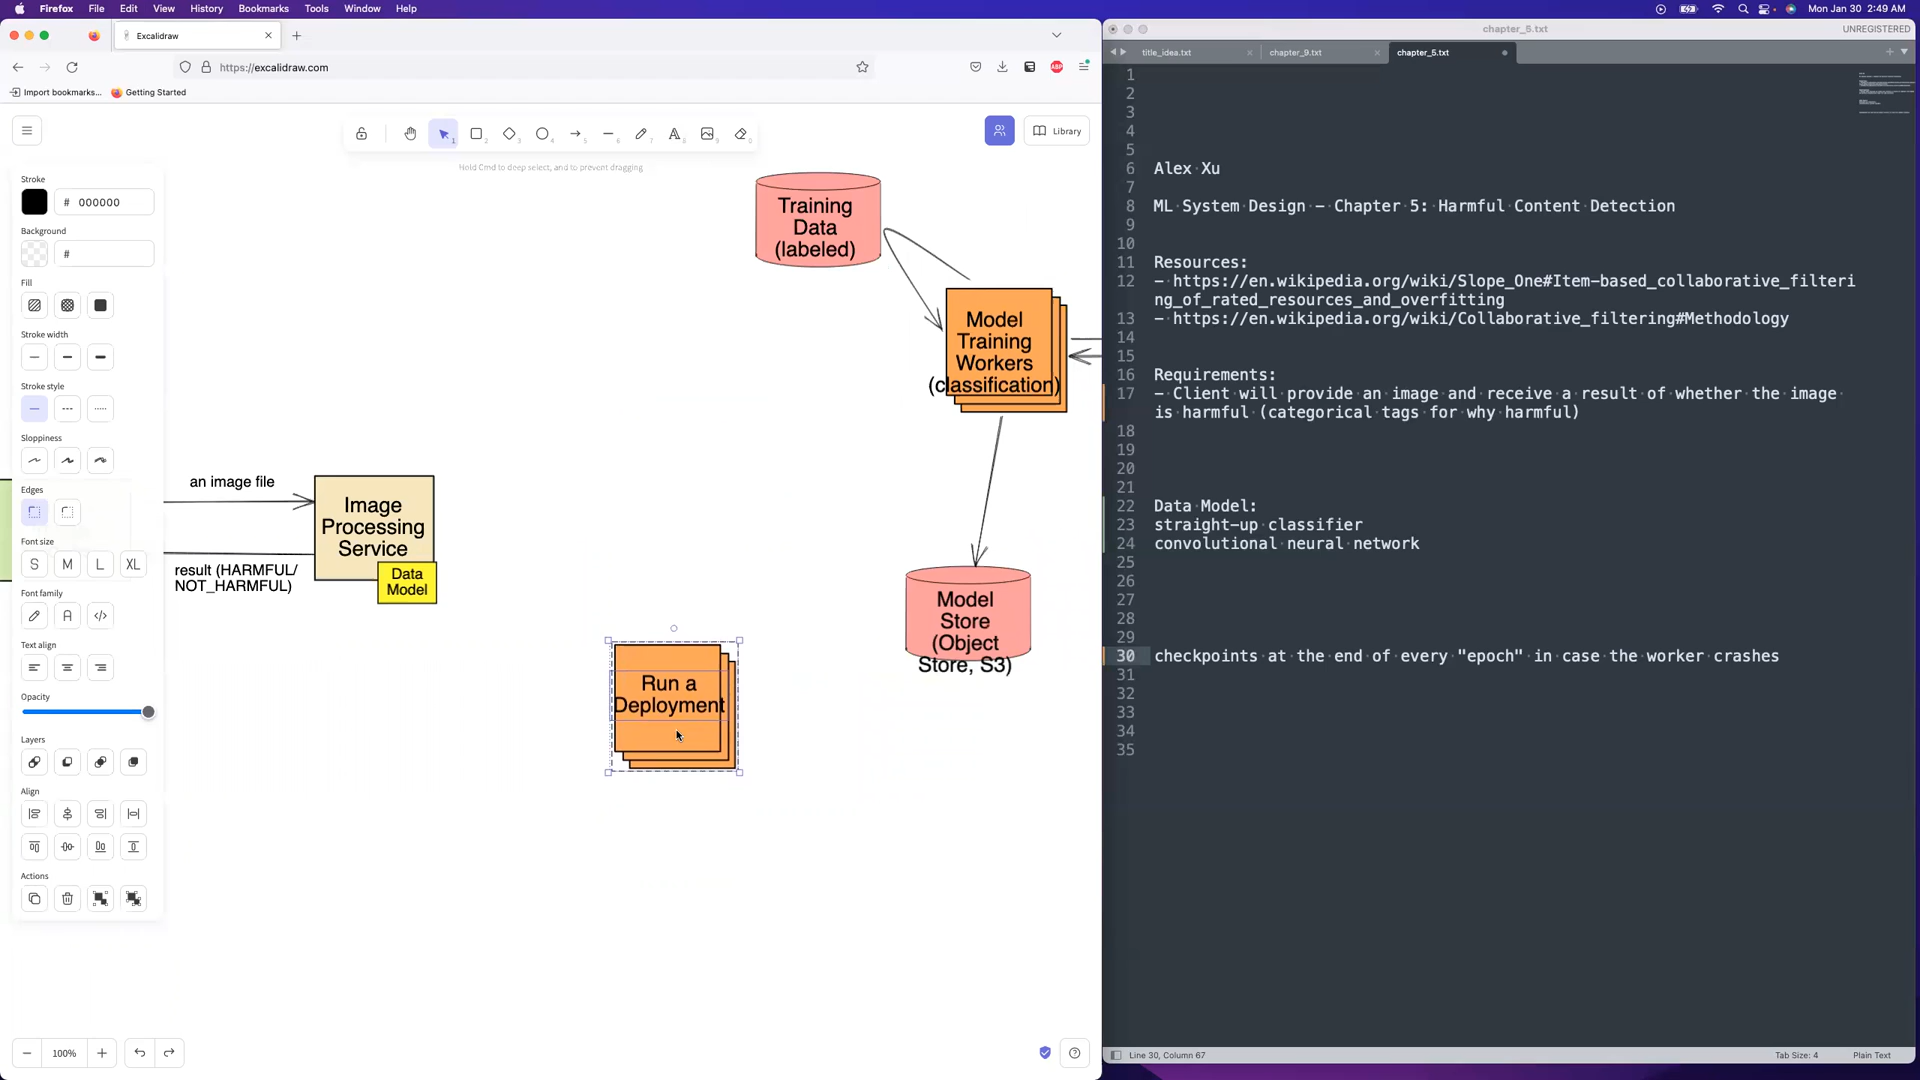 Firefox File Edit View History Bookmarks Tools Window Help
Mon Jan 30 2:49 AM
Excalidraw
https://excalidraw.com
Import bookmarks... Getting Started
Library
Hold Cmd to deep select, and to prevent dragging
Stroke
# 000000
Background
#
Fill
Stroke width
Stroke style
Sloppiness
Edges
Font size
S M L XL
Font family
Text align
Opacity
Layers
Align
Actions
100%
Training
Data
(labeled)
Model
Training
Workers
(classification)
an image file
Image
Processing
Service
result (HARMFUL/
NOT_HARMFUL)
Data
Model
Model
Store
(Object
Store, S3)
Run a
Deployment
chapter_5.txt
UNREGISTERED
title_idea.txt
chapter_9.txt
chapter_5.txt
1
2
3
4
5
6 Alex Xu
7
8 ML System Design - Chapter 5: Harmful Content Detection
9
10
11 Resources:
12 - https://en.wikipedia.org/wiki/Slope_One#Item-based_collaborative_filteri
ng_of_rated_resources_and_overfitting
13 - https://en.wikipedia.org/wiki/Collaborative_filtering#Methodology
14
15
16 Requirements:
17 - Client will provide an image and receive a result of whether the image
is harmful (categorical tags for why harmful)
18
19
20
21
22 Data Model:
23 straight-up classifier
24 convolutional neural network
25
26
27
28
29
30 checkpoints at the end of every "epoch" in case the worker crashes
31
32
33
34
35
Line 30, Column 67
Tab Size: 4
Plain Text